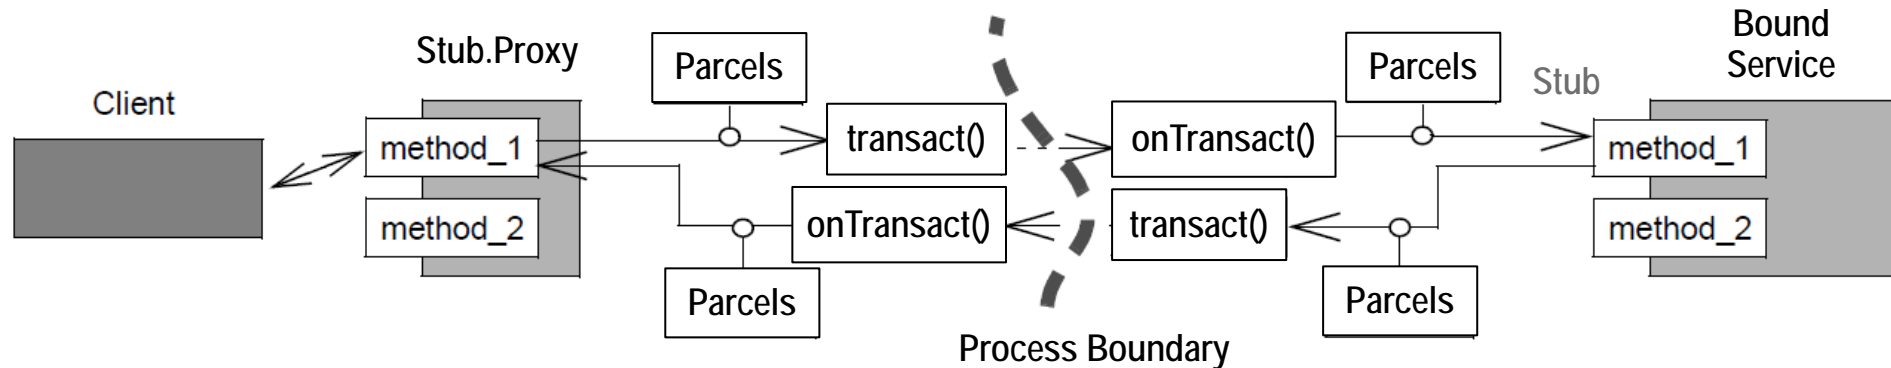 Client
Stub.Proxy
method_1
method_2
Parcels
transact()
onTransact()
Parcels
Process Boundary
onTransact()
transact()
Parcels
Parcels
Stub
Bound
Service
method_1
method_2